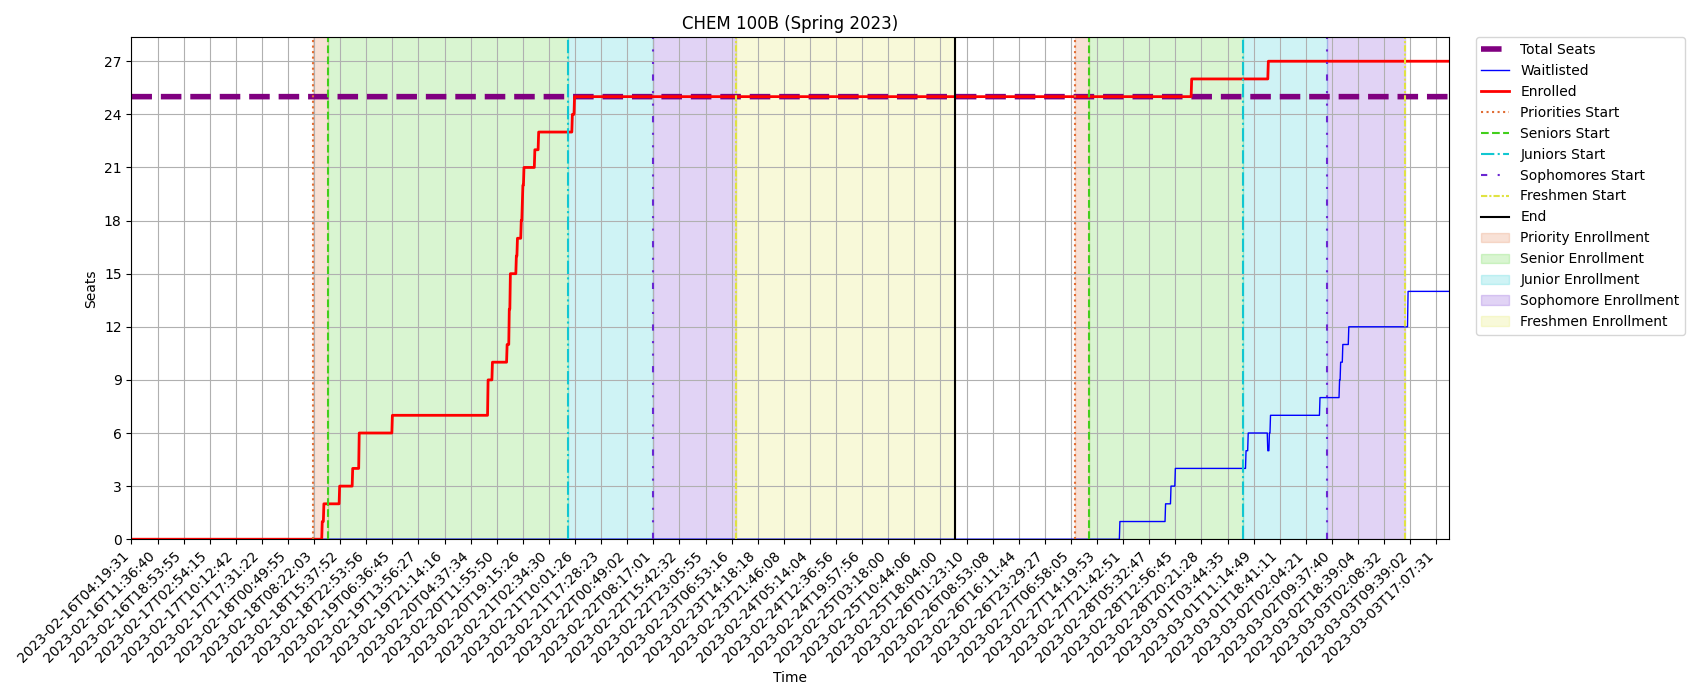 CHEM 100B (Spring 2023)
27
24
21
18
15
12
9
6
3
0
Seats
2023-02-16T04:19:31
2023-02-16T11:36:40
2023-02-16T18:53:55
2023-02-17T02:54:15
2023-02-17T10:12:42
2023-02-17T17:31:22
2023-02-18T00:49:55
2023-02-18T08:22:03
2023-02-18T15:37:52
2023-02-18T22:53:56
2023-02-19T06:36:45
2023-02-19T13:56:27
2023-02-19T21:14:16
2023-02-20T04:37:34
2023-02-20T11:55:50
2023-02-20T19:15:26
2023-02-21T02:34:30
2023-02-21T10:01:26
2023-02-21T17:28:23
2023-02-22T00:49:02
2023-02-22T08:17:01
2023-02-22T15:42:32
2023-02-22T23:05:55
2023-02-23T06:53:16
2023-02-23T14:18:18
2023-02-23T21:46:08
2023-02-24T05:14:04
2023-02-24T12:36:56
2023-02-24T19:57:56
2023-02-25T03:18:00
2023-02-25T10:44:06
2023-02-25T18:04:00
2023-02-26T01:23:10
2023-02-26T08:53:08
2023-02-26T16:11:44
2023-02-26T23:29:27
2023-02-27T06:58:05
2023-02-27T14:19:53
2023-02-27T21:42:51
2023-02-28T05:32:47
2023-02-28T12:56:45
2023-02-28T20:21:28
2023-03-01T03:44:35
2023-03-01T11:14:49
2023-03-01T18:41:11
2023-03-02T02:04:21
2023-03-02T09:37:40
2023-03-02T18:39:04
2023-03-03T02:08:32
2023-03-03T09:39:02
2023-03-03T17:07:31
Time
Total Seats
Waitlisted
Enrolled
Priorities Start
Seniors Start
Juniors Start
Sophomores Start
Freshmen Start
End
Priority Enrollment
Senior Enrollment
Junior Enrollment
Sophomore Enrollment
Freshmen Enrollment